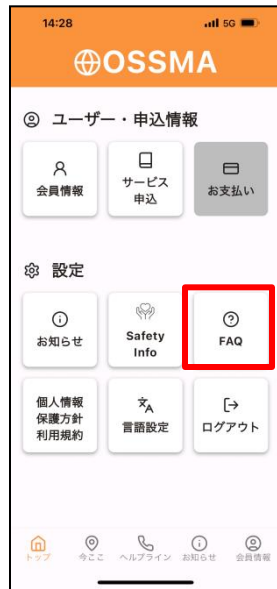 14:28
5G
OSSMA
ユーザー・申込情報
会員情報
サービス
申込
お支払い
設定
お知らせ
Safety
Info
FAQ
個人情報
保護方針
利用規約
言語設定
ログアウト
トップ
今ここ
ヘルプライン
お知らせ
会員情報